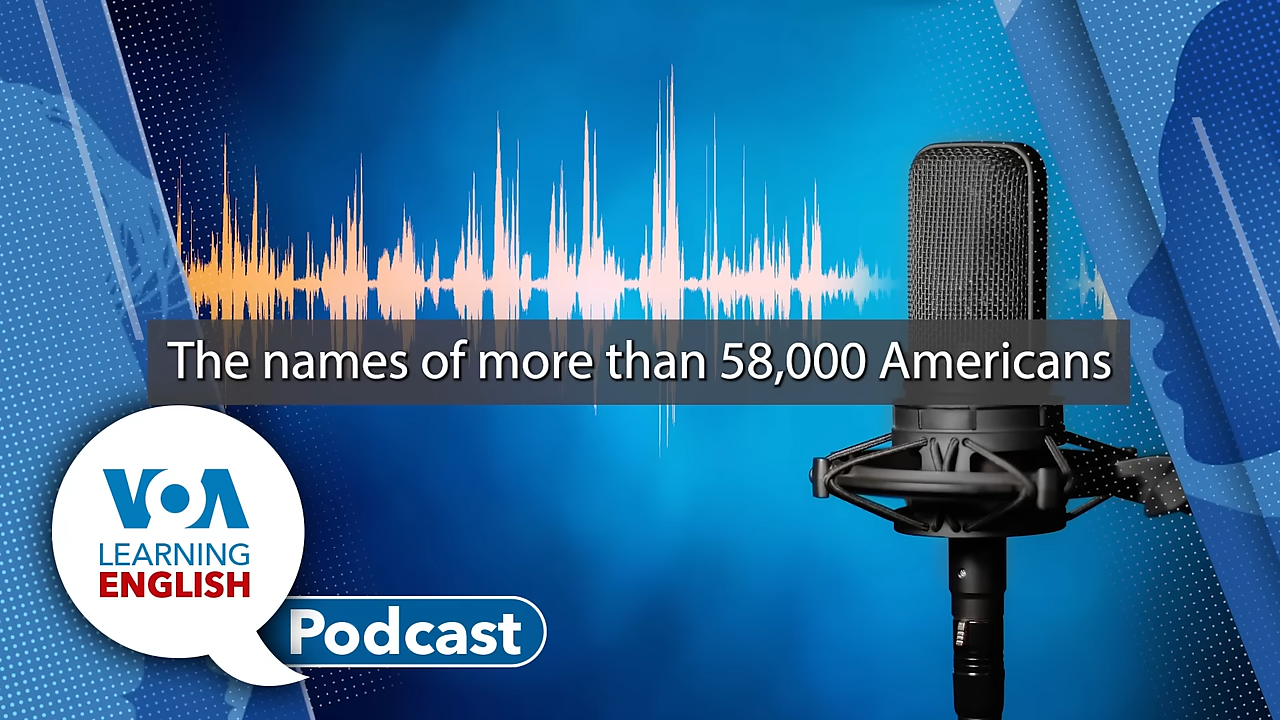 The names of more than 58,000 Americans
VOA
LEARNING
ENGLISH
Podcast